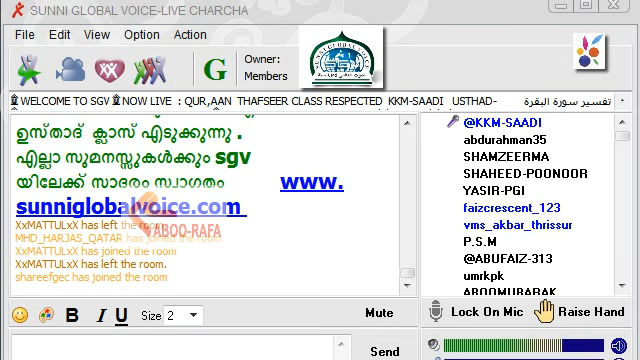 SUNNI GLOBAL VOICE-LIVE CHARCHA
File Edit View Option Action
G Owner:
Members
SUNNI GLOBAL VOICE
WELCOME TO SGV NOW LIVE : QUR,AAN THAFSEER CLASS RESPECTED KKM-SAADI USTHAD- تفسير سورة البقرة
ഉസ്താദ് ക്ലാസ് എടുക്കുന്നു .
എല്ലാ സുമനസ്സുകൾക്കും sgv
യിലേക്ക് സാദരം സ്വാഗതം www.
sunniglobalvoice.com
XxMATTULxX has left the room.
MHD_HARJAS_QATAR has joined the room
XxMATTULxX has joined the room
XxMATTULxX has left the room.
shareefgec has joined the room
ABOO-RAFA
@KKM-SAADI
abdurahman35
SHAMZEERMA
SHAHEED-POONOOR
YASIR-PGI
faizcrescent_123
vms_akbar_thrissur
P.S.M
@ABUFAIZ-313
umrkpk
ABOOMUBARAK
B I U Size 2 Mute
Lock On Mic Raise Hand
Send